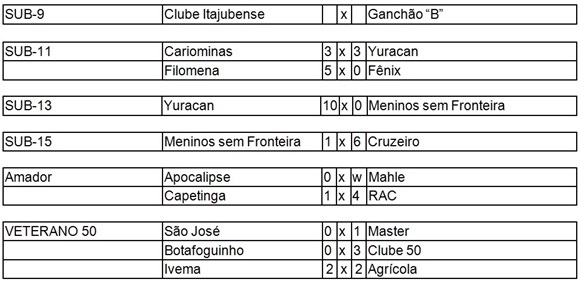 SUB-9 Clube Itajubense x Ganchão “B”
SUB-11 Cariominas 3 x 3 Yuracan
Filomena 5 x 0 Fênix
SUB-13 Yuracan 10 x 0 Meninos sem Fronteira
SUB-15 Meninos sem Fronteira 1 x 6 Cruzeiro
Amador Apocalipse 0 x w Mahle
Capetinga 1 x 4 RAC
VETERANO 50 São José 0 x 1 Master
Botafoguinho 0 x 3 Clube 50
Ivema 2 x 2 Agrícola